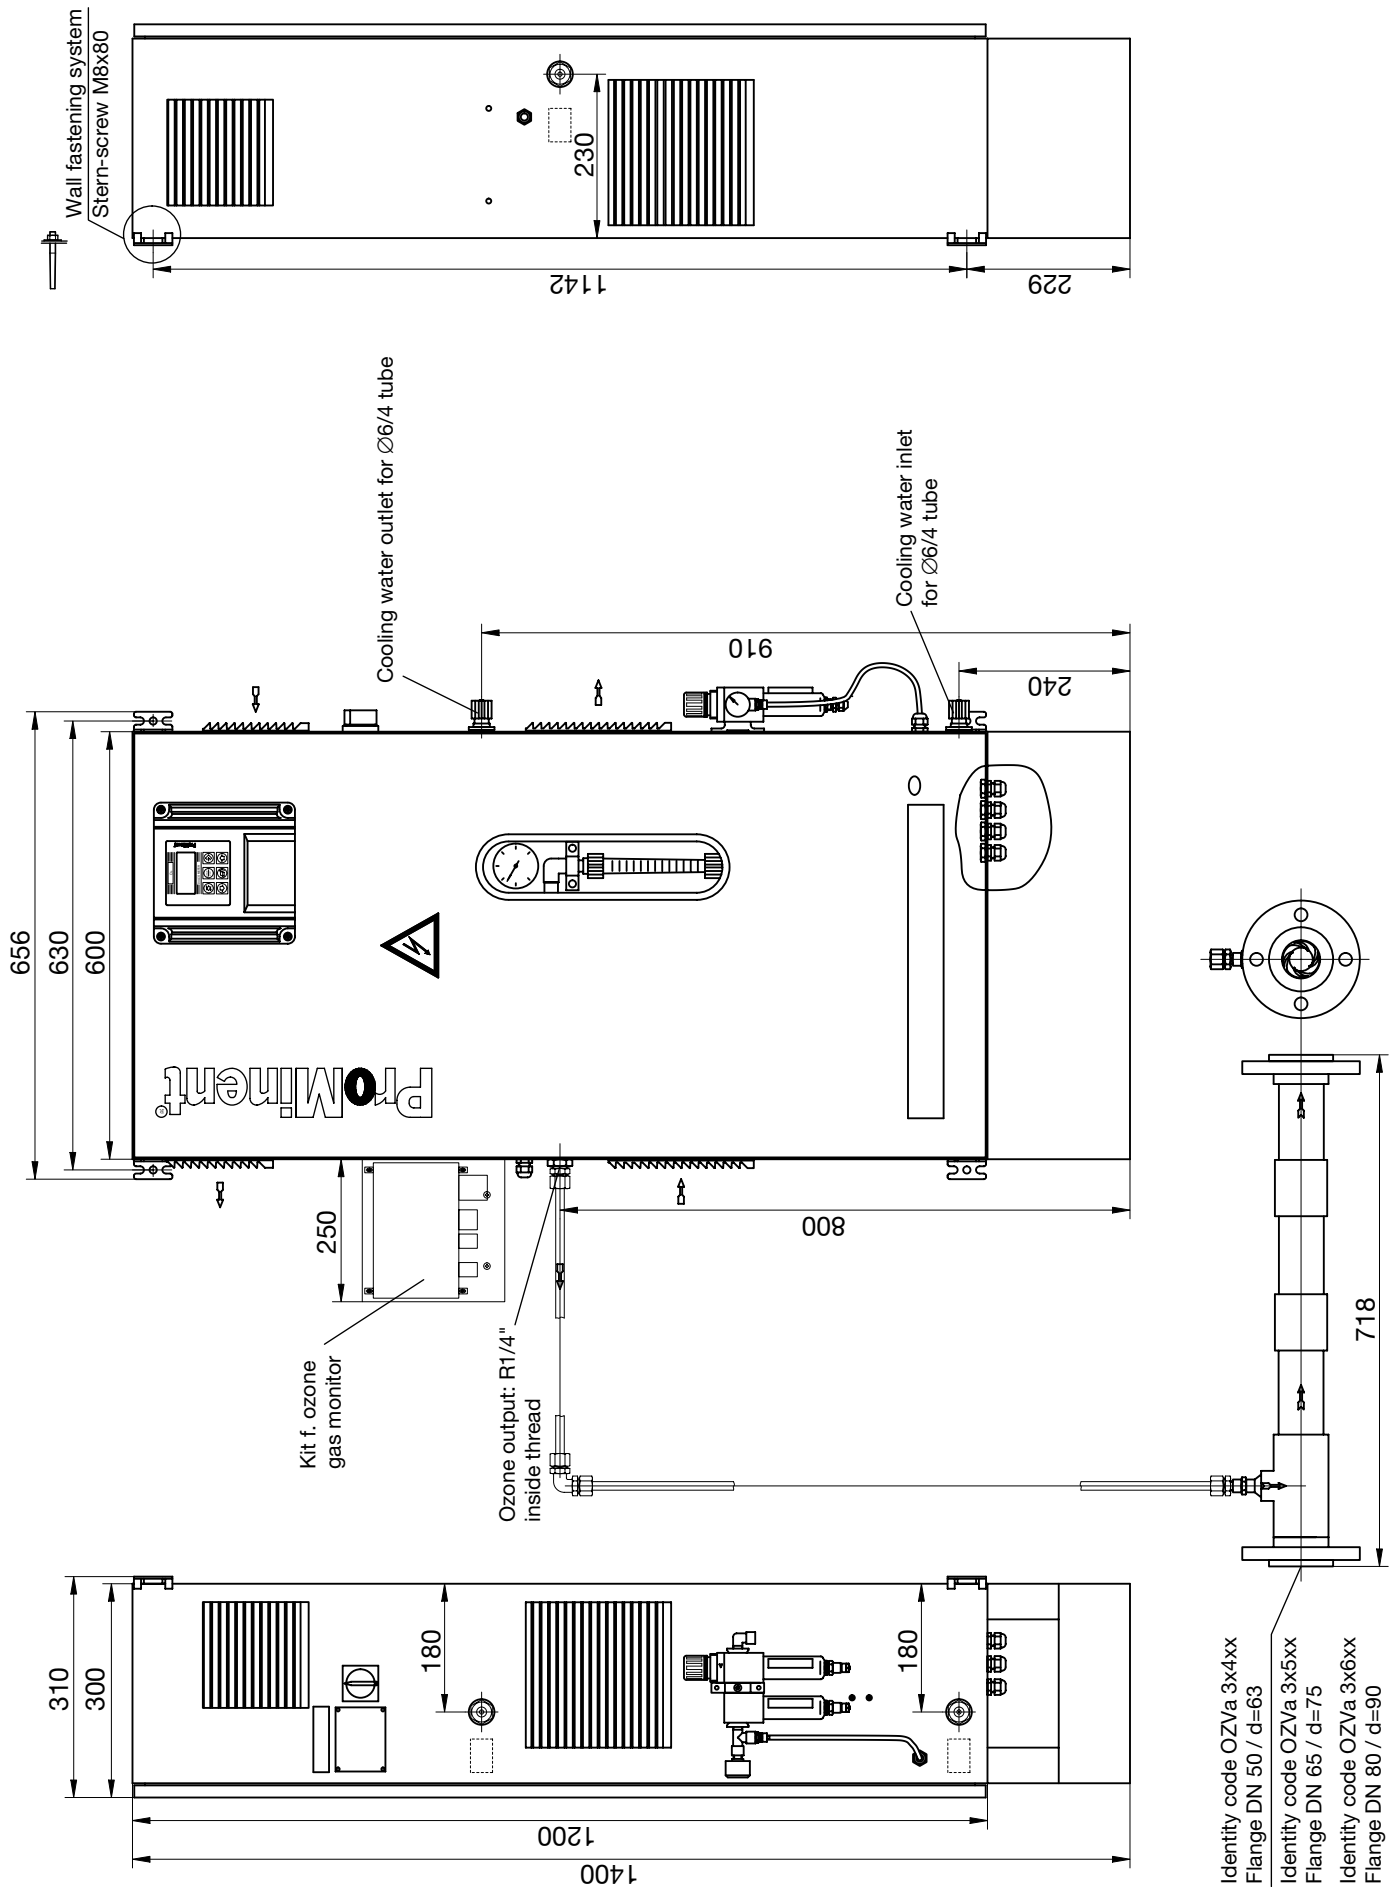 Wall fastening system
Stern-screw M8x80
230
1142
229
Cooling water outlet for Ø6/4 tube
Cooling water inlet
for Ø6/4 tube
910
240
656
630
600
ProMinent®
250
800
Kit f. ozone
gas monitor
Ozone output: R1/4"
inside thread
718
310
300
180
180
1200
1400
Identity code OZVa 3x4xx
Flange DN 50 / d=63
Identity code OZVa 3x5xx
Flange DN 65 / d=75
Identity code OZVa 3x6xx
Flange DN 80 / d=90